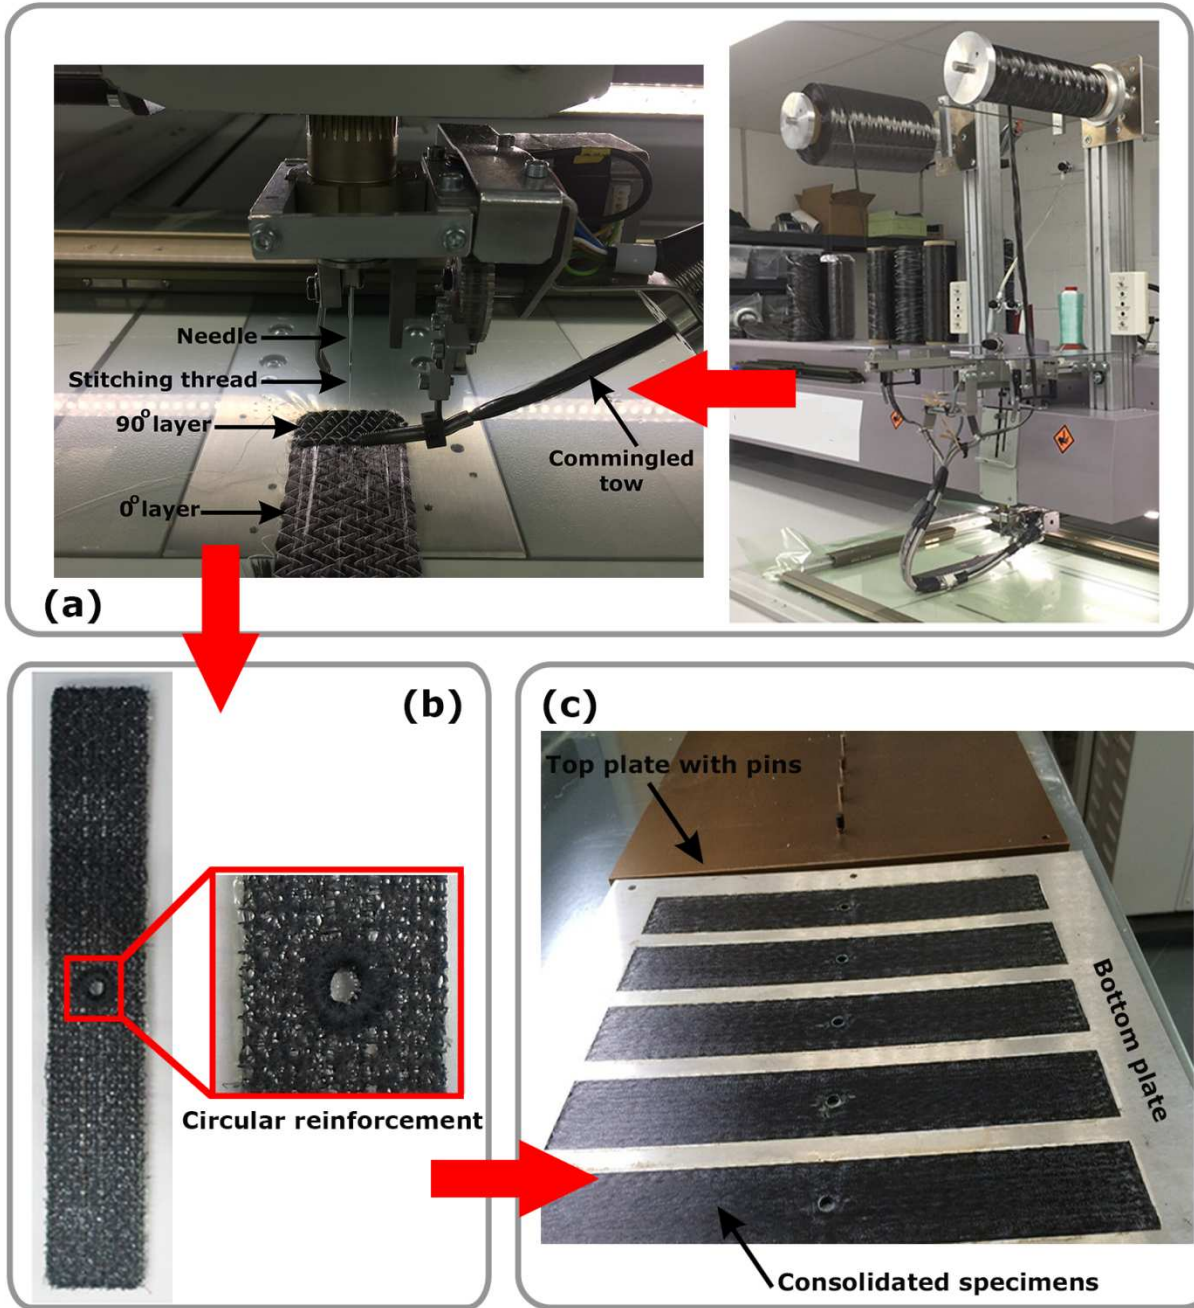 Needle
Stitching thread
90° layer
0° layer
Commingled
tow
(a)
(b)
Circular reinforcement
(c)
Top plate with pins
Bottom plate
Consolidated specimens